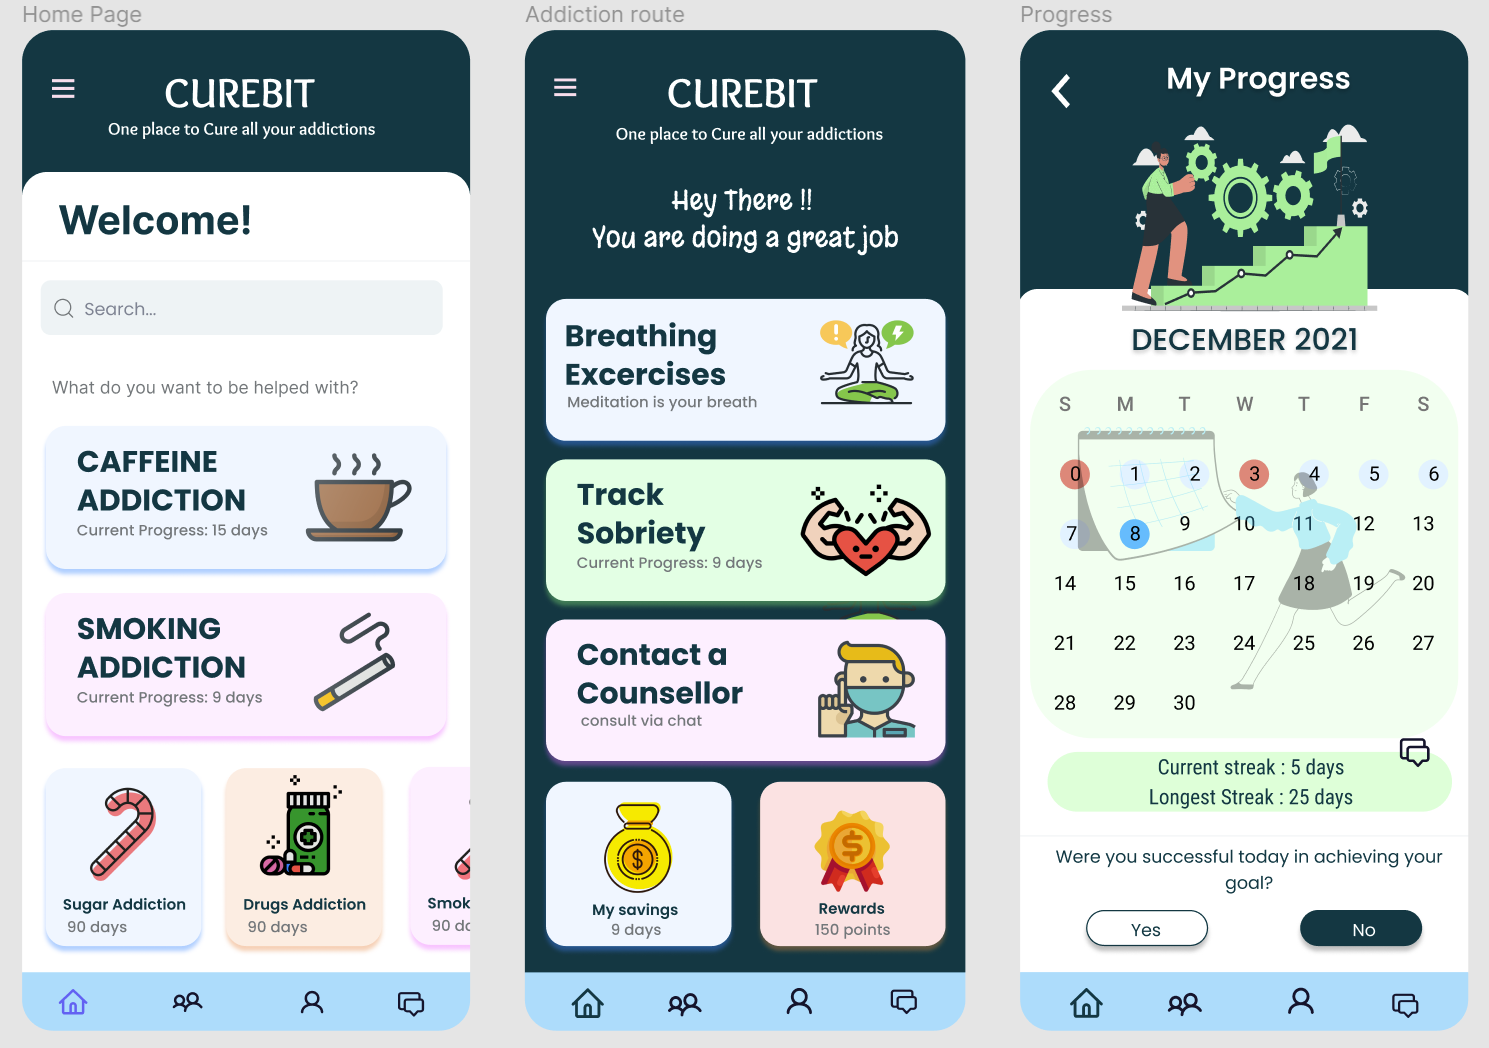 Home Page
CUREBIT
One place to Cure all your addictions
Welcome!
Search...
What do you want to be helped with?
CAFFEINE
ADDICTION
Current Progress: 15 days
SMOKING
ADDICTION
Current Progress: 9 days
Sugar Addiction
90 days
Drugs Addiction
90 days
Smok
90 da
Addiction route
CUREBIT
One place to Cure all your addictions
Hey There !!
You are doing a great job
Breathing
Excercises
Meditation is your breath
Track
Sobriety
Current Progress: 9 days
Contact a
Counsellor
consult via chat
$
My savings
9 days
$
Rewards
150 points
Progress
My Progress
DECEMBER 2021
S M T W T F S
0 1 2 3 4 5 6
7 8 9 10 11 12 13
14 15 16 17 18 19 20
21 22 23 24 25 26 27
28 29 30
Current streak : 5 days
Longest Streak : 25 days
Were you successful today in achieving your
goal?
Yes
No